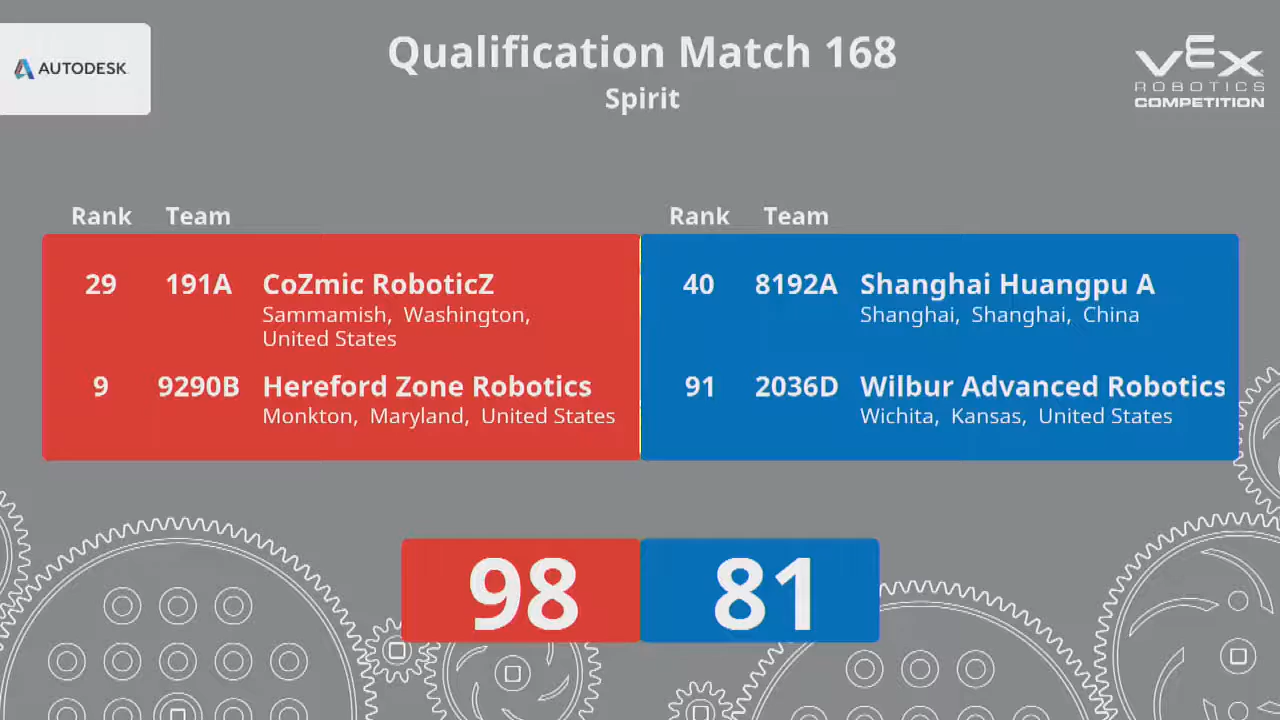 AUTODESK
Qualification Match 168
Spirit
VEX
ROBOTICS
COMPETITION
Rank Team
29 191A CoZmic RoboticZ
Sammamish, Washington,
United States
9 9290B Hereford Zone Robotics
Monkton, Maryland, United States
Rank Team
40 8192A Shanghai Huangpu A
Shanghai, Shanghai, China
91 2036D Wilbur Advanced Robotics
Wichita, Kansas, United States
98 81